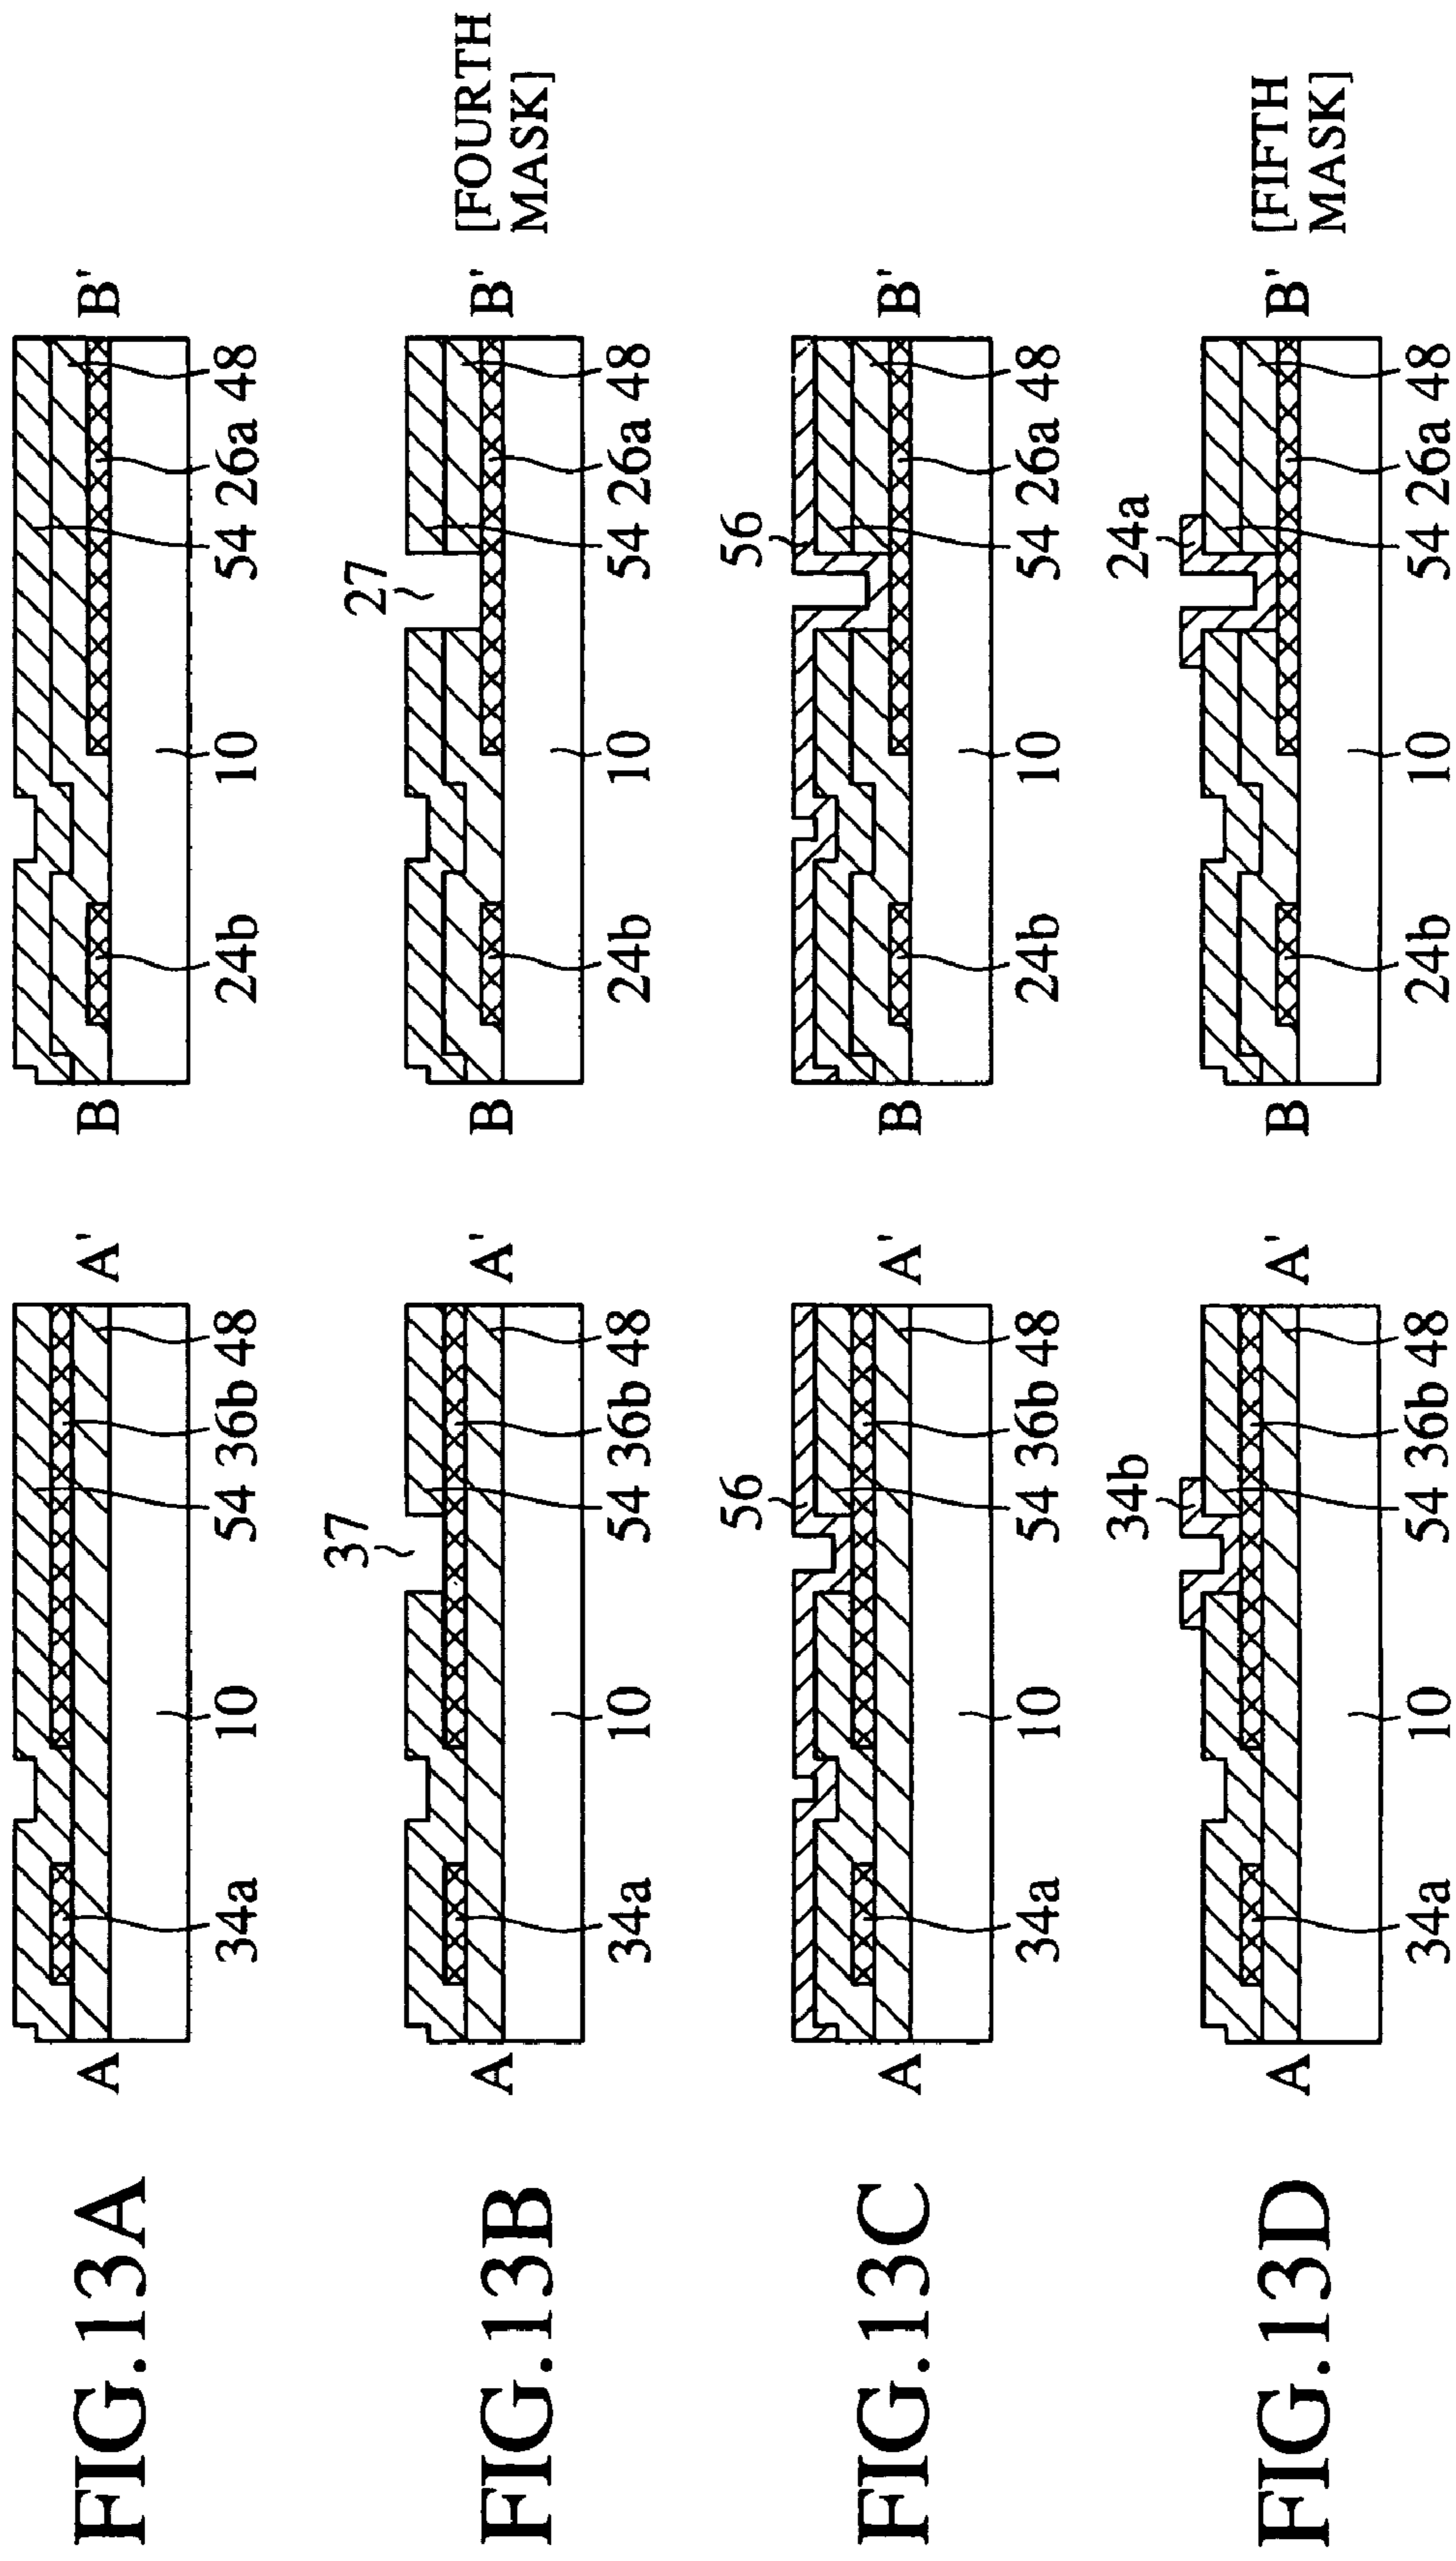 FIG.13A
A
A'
34a
10
54
36b
48
B
B'
24b
10
54
26a
48
FIG.13B
37
A
A'
34a
10
54
36b
48
27
B
B'
24b
10
54
26a
48
[FOURTH
MASK]
FIG.13C
56
A
A'
34a
10
54
36b
48
56
B
B'
24b
10
54
26a
48
FIG.13D
34b
A
A'
34a
10
54
36b
48
24a
B
B'
24b
10
54
26a
48
[FIFTH
MASK]